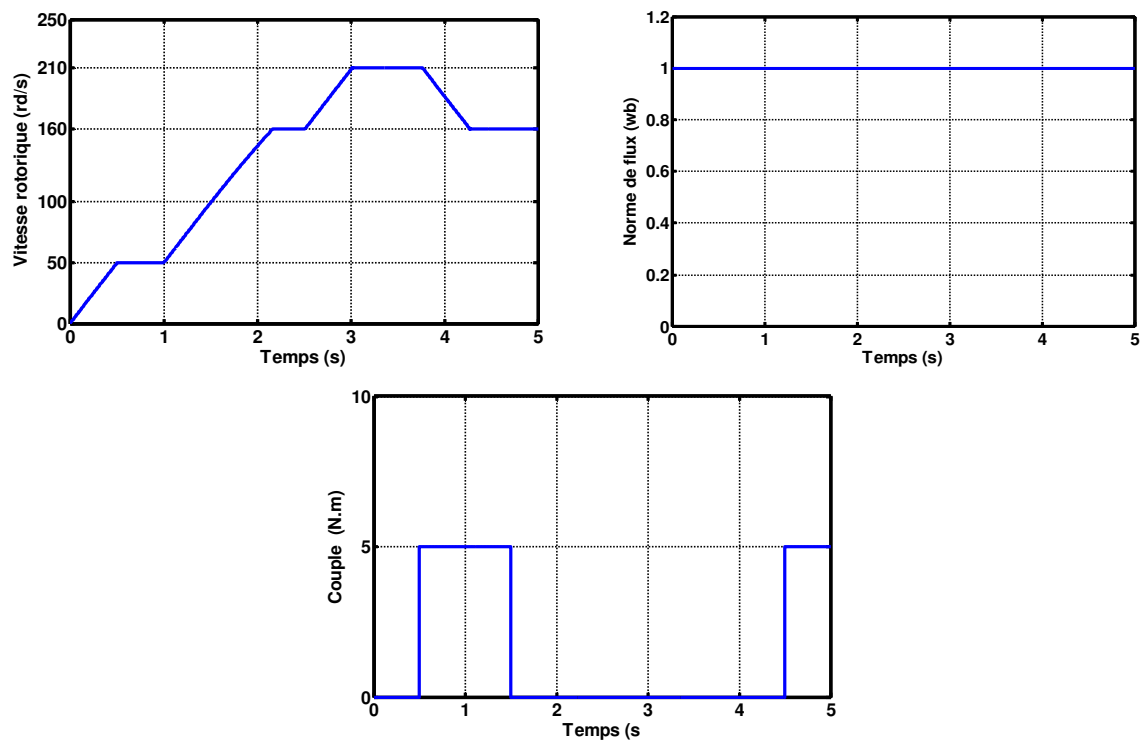 Vitesse rotorique (rd/s)
250
210
160
100
50
0
0 1 2 3 4 5
Temps (s)
Norme de flux (wb)
1.2
1
0.8
0.6
0.4
0.2
0
0 1 2 3 4 5
Temps (s)
Couple (N.m)
10
5
0
0 1 2 3 4 5
Temps (s